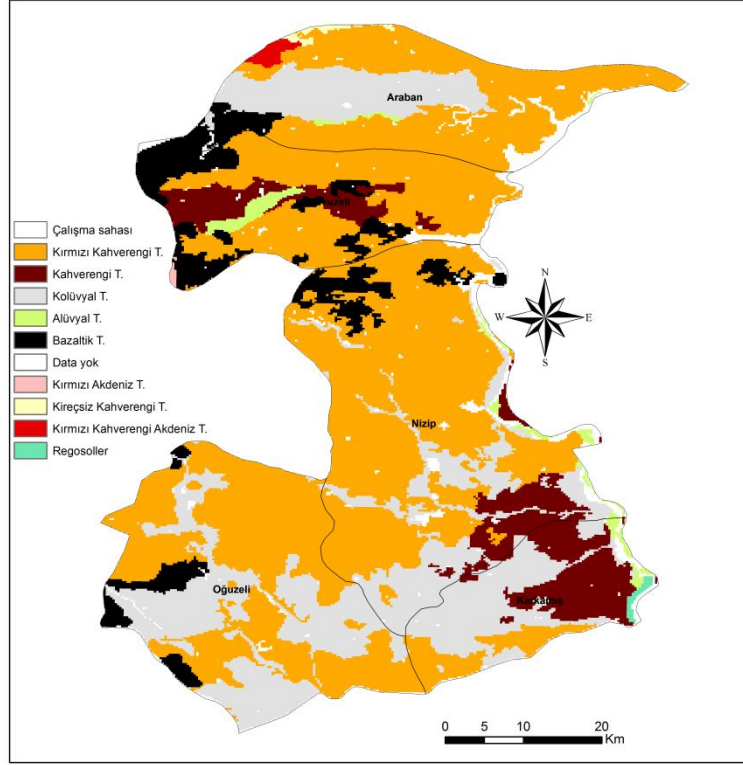 Araban
Çalışma sahası
Kırmızı Kahverengi T.
Kahverengi T.
Kolüvyal T.
Alüvyal T.
Bazaltik T.
Data yok
Kırmızı Akdeniz T.
Kireçsiz Kahverengi T.
Kırmızı Kahverengi Akdeniz T.
Regosoller
N
W E
S
Nizip
Oğuzeli
0 5 10 20
Km